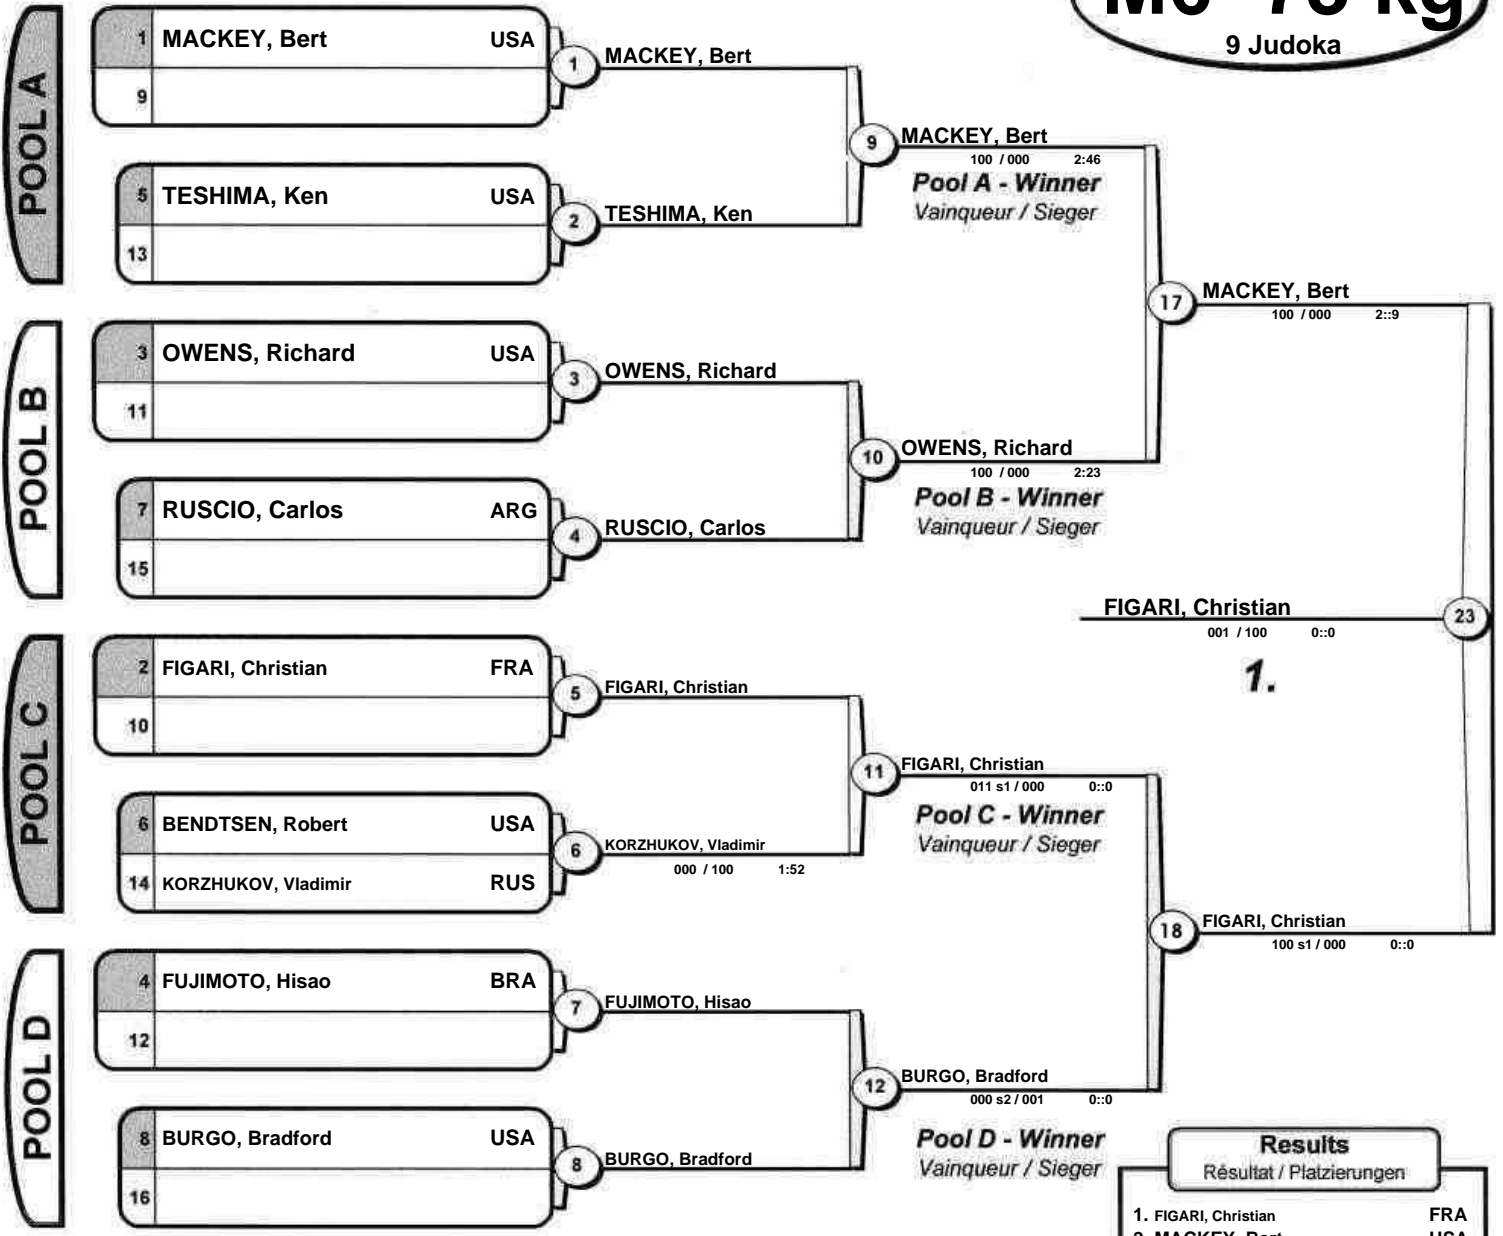 9 Judoka
POOL A
1 MACKEY, Bert USA
9
1 MACKEY, Bert
5 TESHIMA, Ken USA
13
2 TESHIMA, Ken
9 MACKEY, Bert
100 / 000 2:46
Pool A - Winner
Vainqueur / Sieger
POOL B
3 OWENS, Richard USA
11
3 OWENS, Richard
7 RUSCIO, Carlos ARG
15
4 RUSCIO, Carlos
10 OWENS, Richard
100 / 000 2:23
Pool B - Winner
Vainqueur / Sieger
17 MACKEY, Bert
100 / 000 2::9
FIGARI, Christian 23
001 / 100 0::0
1.
POOL C
2 FIGARI, Christian FRA
10
5 FIGARI, Christian
6 BENDTSEN, Robert USA
14 KORZHUKOV, Vladimir RUS
6 KORZHUKOV, Vladimir
000 / 100 1:52
11 FIGARI, Christian
011 s1 / 000 0::0
Pool C - Winner
Vainqueur / Sieger
POOL D
4 FUJIMOTO, Hisao BRA
12
7 FUJIMOTO, Hisao
8 BURGO, Bradford USA
16
8 BURGO, Bradford
12 BURGO, Bradford
000 s2 / 001 0::0
Pool D - Winner
Vainqueur / Sieger
18 FIGARI, Christian
100 s1 / 000 0::0
Results
Résultat / Platzierungen
1. FIGARI, Christian FRA
2. MACKEY, Bert USA